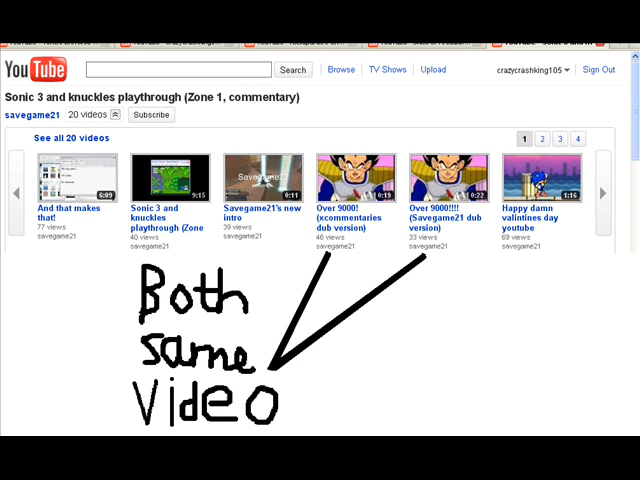 YouTube Search Browse TV Shows Upload crazycrashking105 Sign Out
Sonic 3 and knuckles playthrough (Zone 1, commentary)
savegame21 20 videos Subscribe
See all 20 videos 1 2 3 4
6:09
And that makes
that!
77 views
savegame21
9:15
Sonic 3 and
knuckles
playthrough (Zone
40 views
savegame21
0:11
Savegame21's new
intro
39 views
savegame21
0:19
Over 9000!
(xcommentaries
dub version)
46 views
savegame21
0:22
Over 9000!!!!
(Savegame21 dub
version)
33 views
savegame21
1:16
Happy damn
valintines day
youtube
69 views
savegame21
Both
same
Video